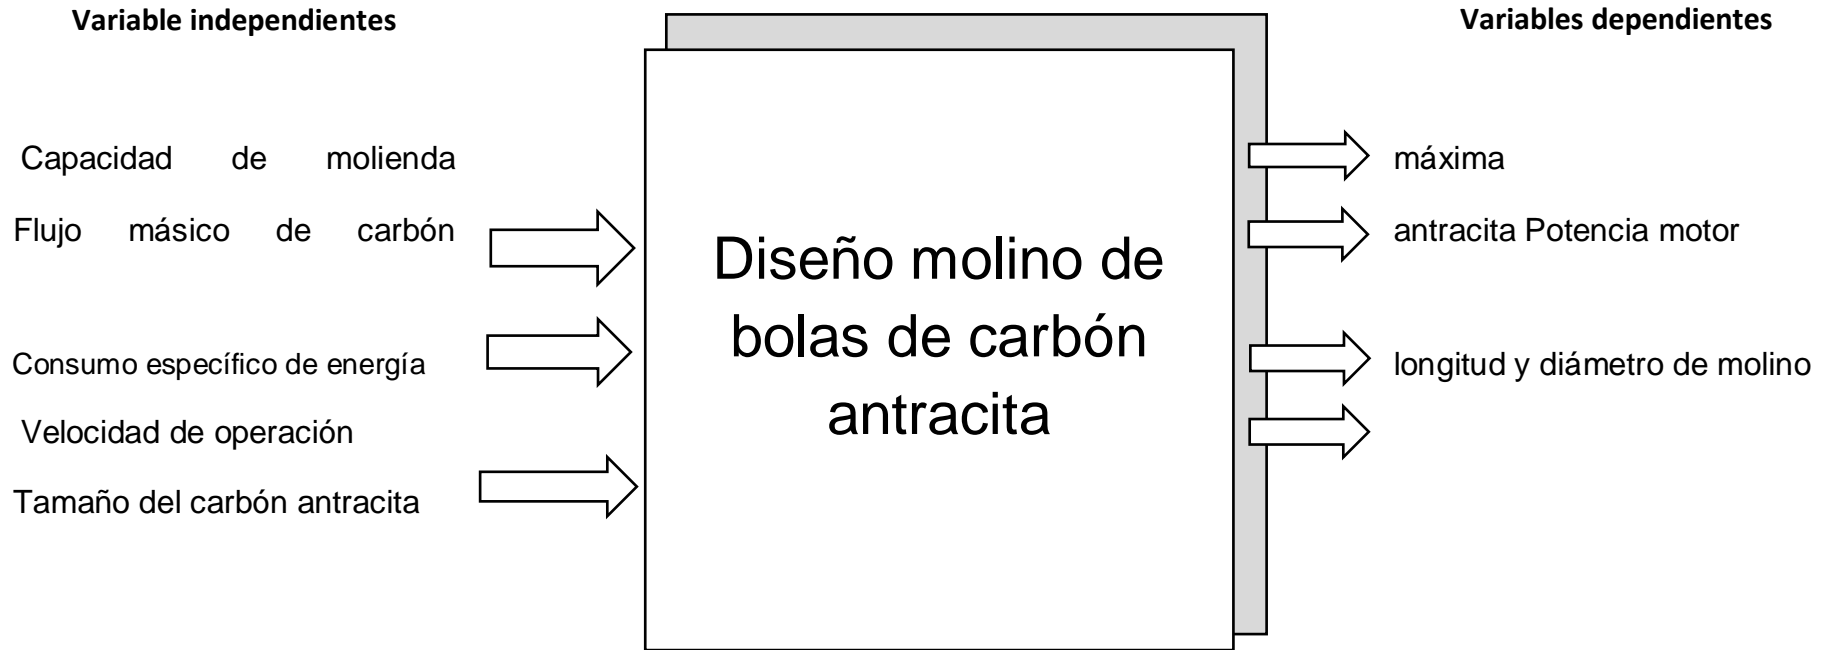 Variable independientes
Variables dependientes
Capacidad de molienda
máxima
Flujo másico de carbón
antracita Potencia motor
Diseño molino de
bolas de carbón
antracita
Consumo específico de energía
longitud y diámetro de molino
Velocidad de operación
Tamaño del carbón antracita